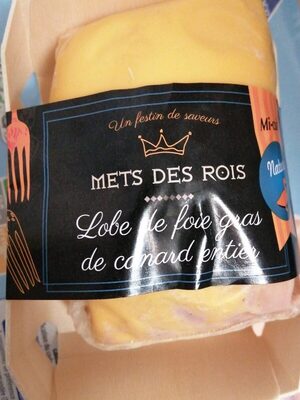 Un festin de saveurs
METS DES ROIS
Lobe de foie gras
de canard entier